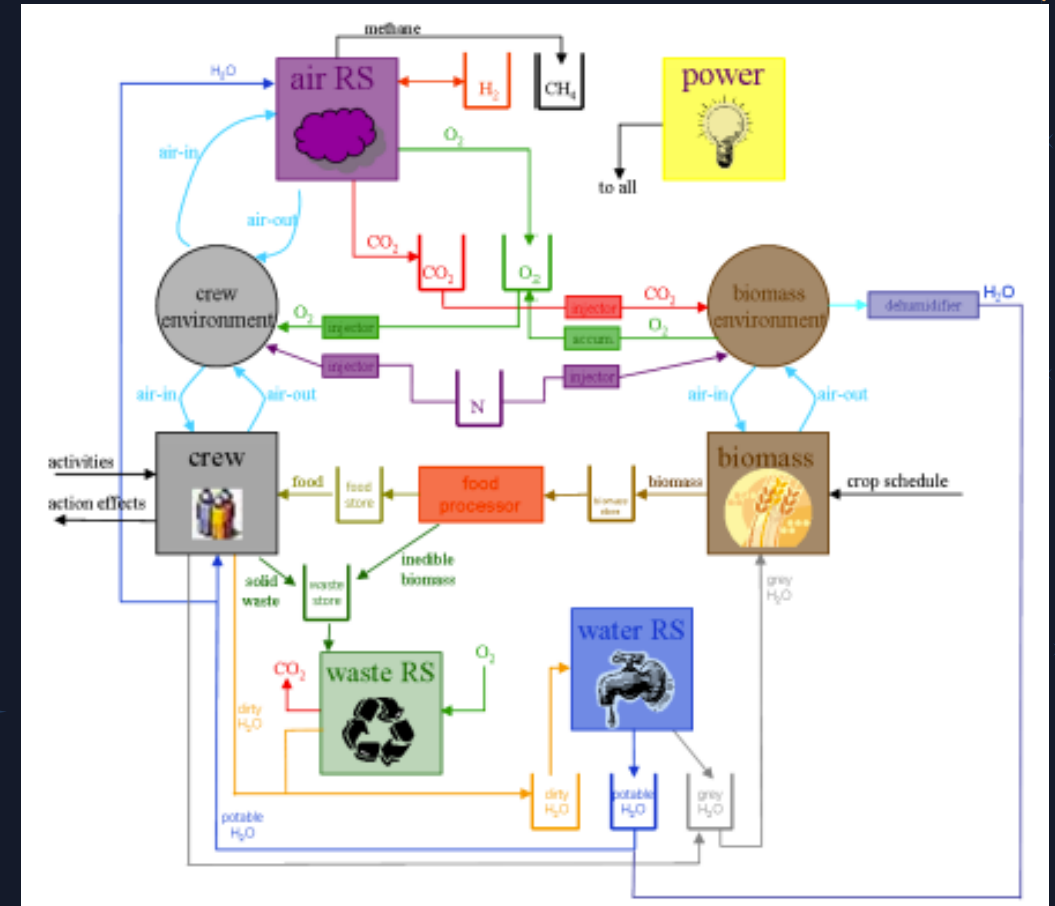 methane
H₂O
air RS
H₂
CH₄
power
O₂
air-in
to all
air-out
CO₂
CO₂
O₂
crew
environment
biomass
environment
H₂O
dehumidifier
injector
CO₂
O₂
injector
accum.
O₂
injector
injector
N
air-in
air-out
air-in
air-out
activities
crew
biomass
crop schedule
action effects
food
food
store
food
processor
biomass
store
biomass
inedible
biomass
solid
waste
waste
store
grey
H₂O
water RS
CO₂
waste RS
O₂
dirty
H₂O
dirty
H₂O
potable
H₂O
grey
H₂O
potable
H₂O